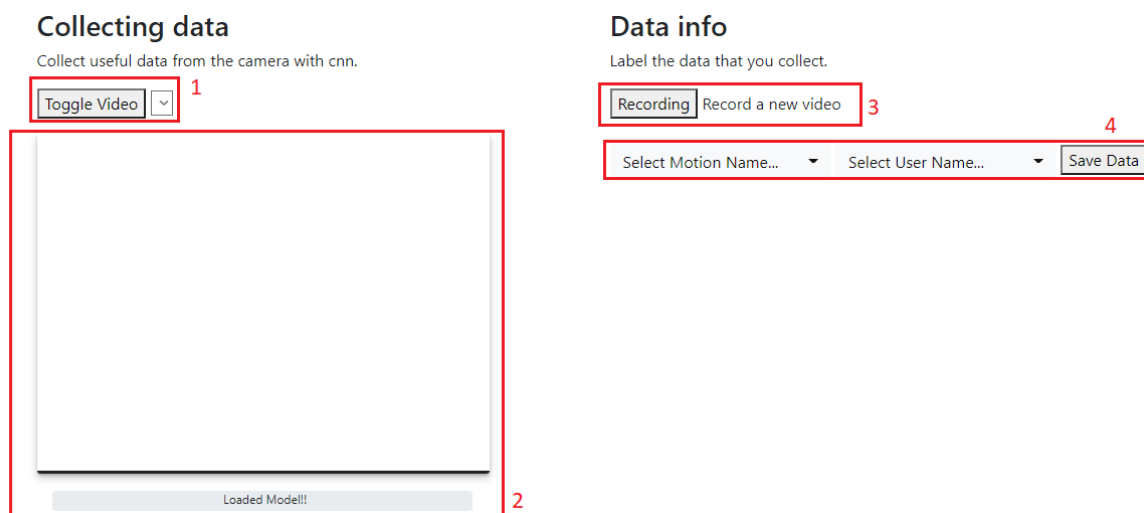 Collecting data
Collect useful data from the camera with cnn.
1
Toggle Video
Loaded Model!!
2
Data info
Label the data that you collect.
Recording Record a new video
3
4
Select Motion Name... Select User Name... Save Data